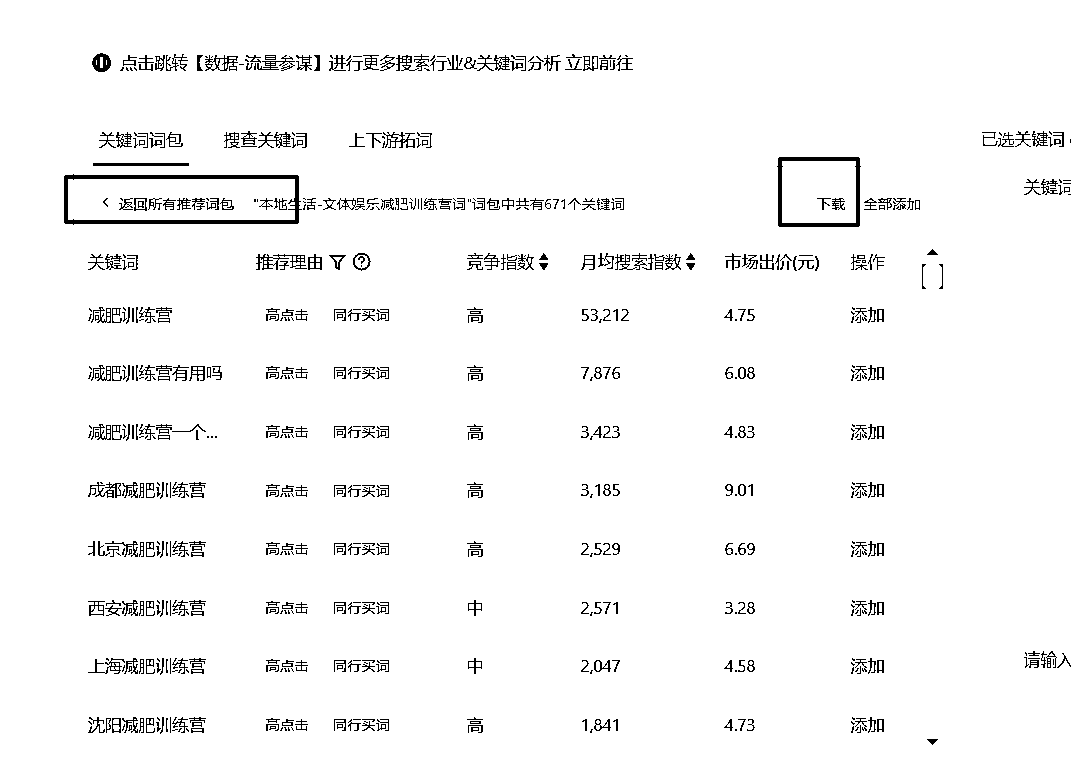 点击跳转【数据-流量参谋】进行更多搜索行业&关键词分析 立即前往
关键词词包 搜查关键词 上下游拓词 已选关键词
返回所有推荐词包 "本地生活-文体娱乐减肥训练营词"词包中共有671个关键词 下载 全部添加 关键词
关键词 推荐理由 竞争指数 月均搜索指数 市场出价(元) 操作
减肥训练营 高点击 同行买词 高 53,212 4.75 添加
减肥训练营有用吗 高点击 同行买词 高 7,876 6.08 添加
减肥训练营一个... 高点击 同行买词 高 3,423 4.83 添加
成都减肥训练营 高点击 同行买词 高 3,185 9.01 添加
北京减肥训练营 高点击 同行买词 高 2,529 6.69 添加
西安减肥训练营 高点击 同行买词 中 2,571 3.28 添加
上海减肥训练营 高点击 同行买词 中 2,047 4.58 添加 请输入
沈阳减肥训练营 高点击 同行买词 高 1,841 4.73 添加